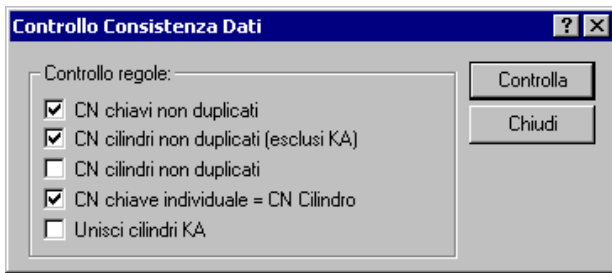 Controllo Consistenza Dati
Controllo regole:
CN chiavi non duplicati
CN cilindri non duplicati (esclusi KA)
CN cilindri non duplicati
CN chiave individuale = CN Cilindro
Unisci cilindri KA
Controlla
Chiudi